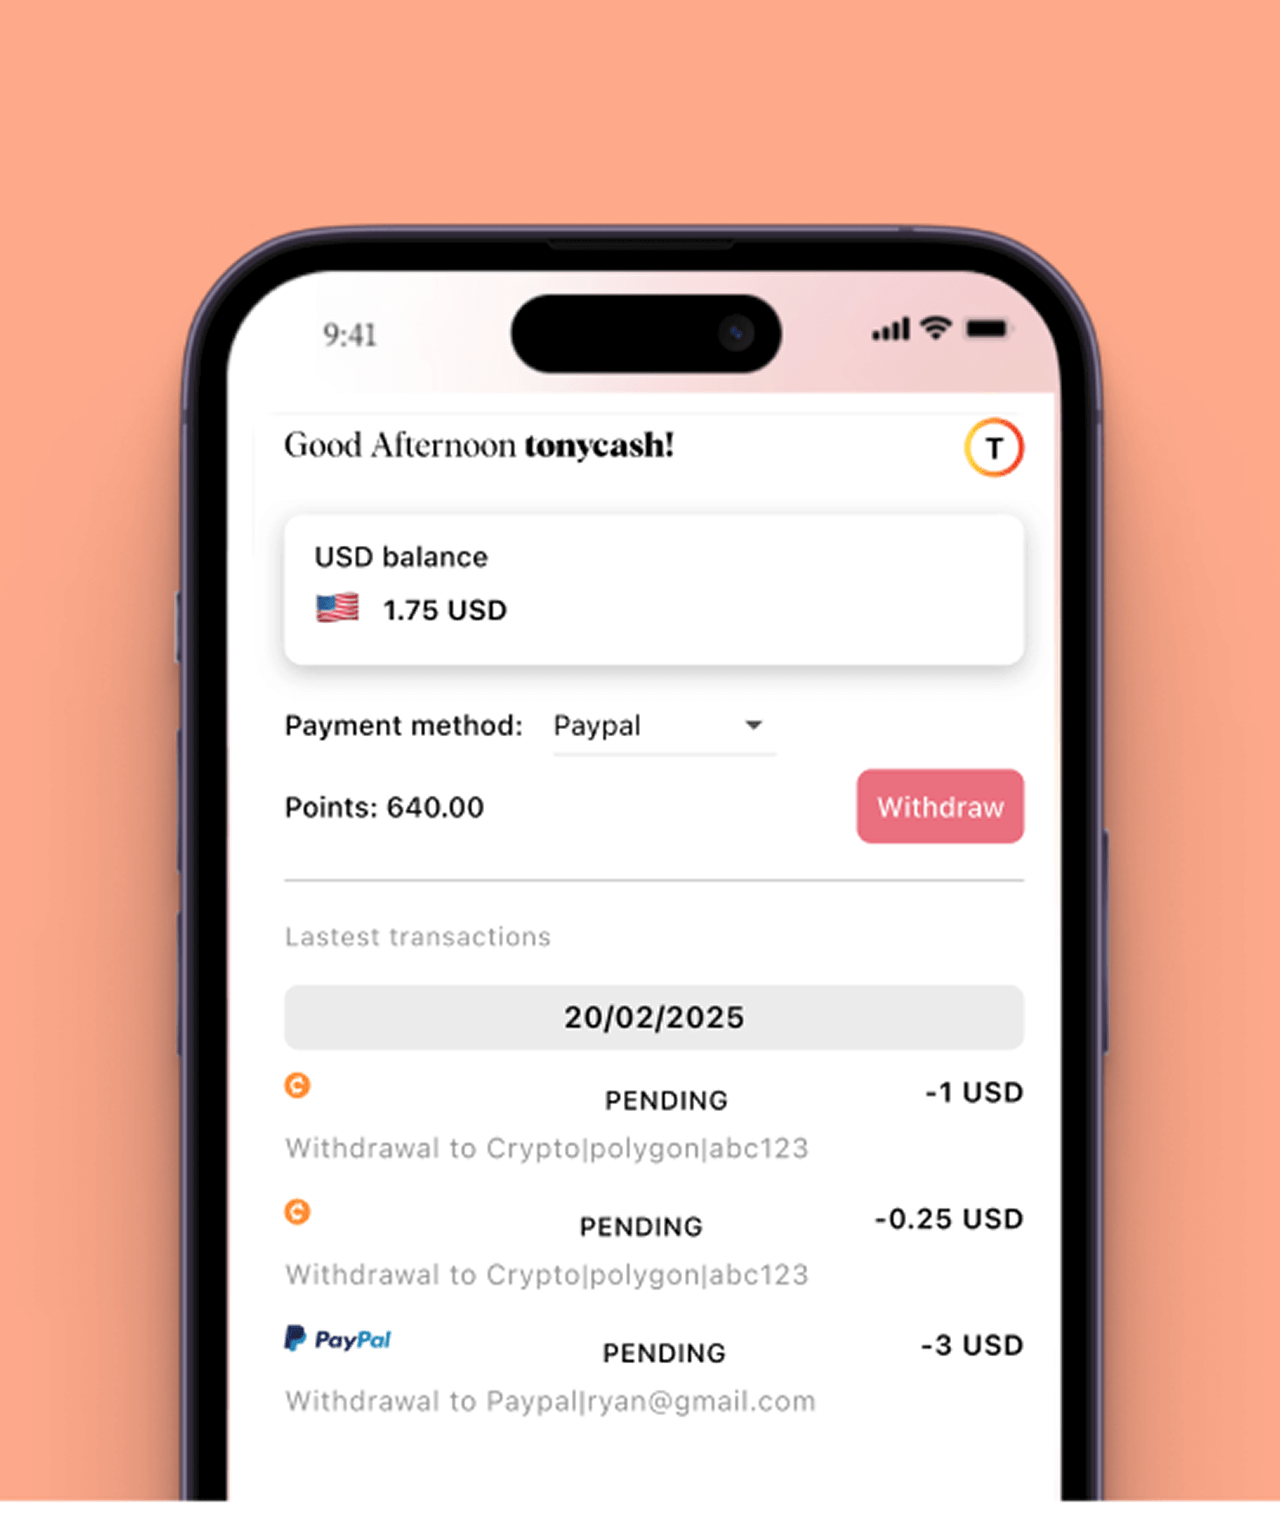 9:41
Good Afternoon tonycash!
T
USD balance
1.75 USD
Payment method: Paypal
Points: 640.00
Withdraw
Lastest transactions
20/02/2025
PENDING
-1 USD
Withdrawal to Crypto|polygon|abc123
PENDING
-0.25 USD
Withdrawal to Crypto|polygon|abc123
PayPal
PENDING
-3 USD
Withdrawal to Paypal|ryan@gmail.com